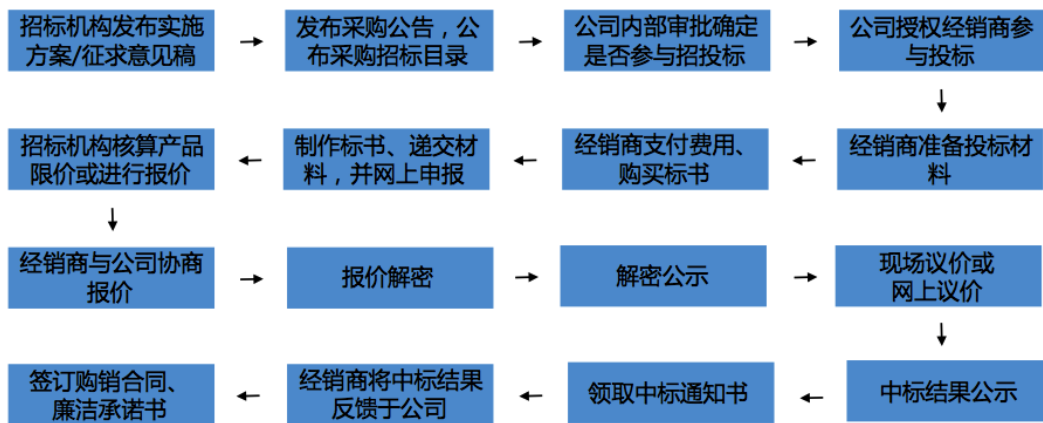 招标机构发布实施
方案/征求意见稿
发布采购公告，公
布采购招标目录
公司内部审批确定
是否参与招投标
公司授权经销商参
与投标
经销商准备投标材
料
经销商支付费用、
购买标书
制作标书、递交材
料，并网上申报
招标机构核算产品
限价或进行报价
经销商与公司协商
报价
报价解密
解密公示
现场议价或
网上议价
中标结果公示
领取中标通知书
经销商将中标结果
反馈于公司
签订购销合同、
廉洁承诺书